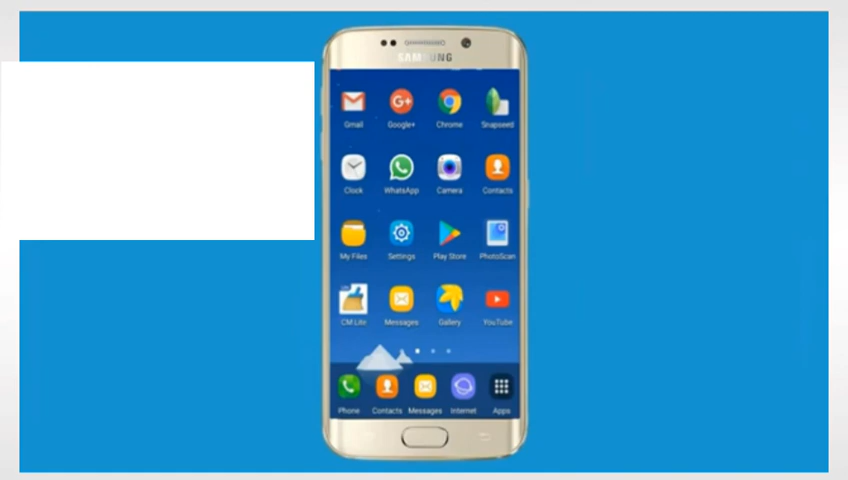 SAMSUNG
Gmail Google+ Chrome Snapseed
Clock WhatsApp Camera Contacts
My Files Settings Play Store PhotoScan
CM Lite Messages Gallery YouTube
Phone Contacts Messages Internet Apps